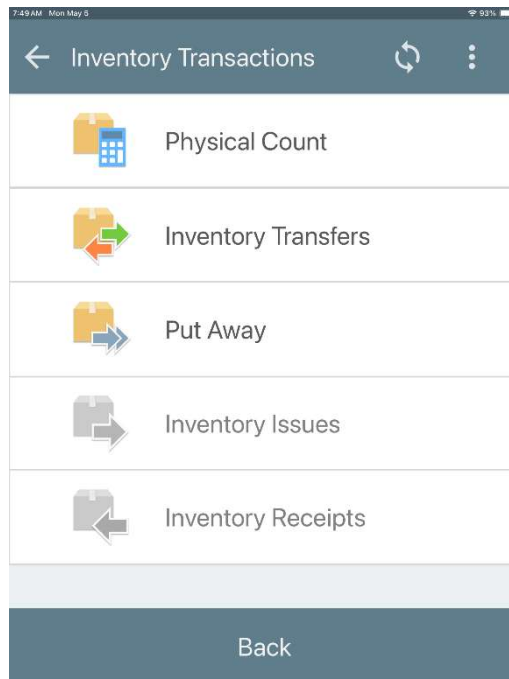 7:49 AM Mon May 5 93%
Inventory Transactions
Physical Count
Inventory Transfers
Put Away
Inventory Issues
Inventory Receipts
Back